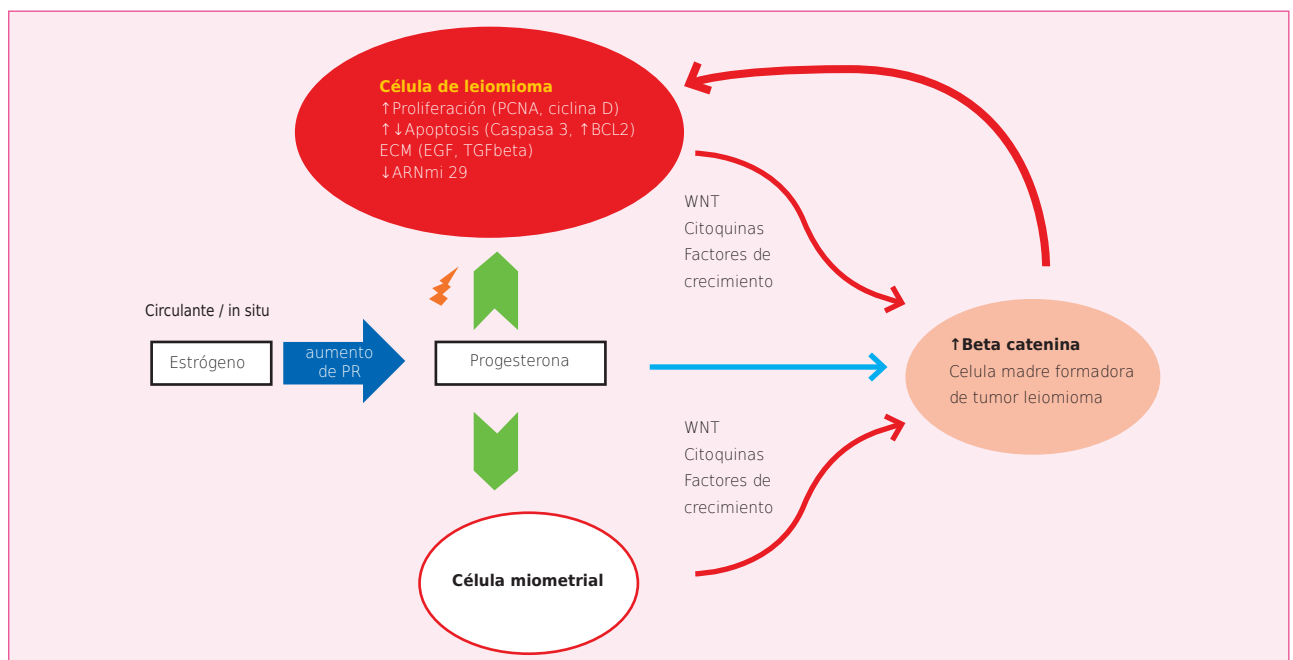 Célula de leiomioma
↑Proliferación (PCNA, ciclina D)
↑↓Apoptosis (Caspasa 3, ↑BCL2)
ECM (EGF, TGFbeta)
↓ARNmi 29
WNT
Citoquinas
Factores de
crecimiento
Circulante / in situ
Estrógeno
aumento
de PR
Progesterona
↑Beta catenina
Celula madre formadora
de tumor leiomioma
WNT
Citoquinas
Factores de
crecimiento
Célula miometrial